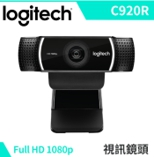 logitech
C920R
Full HD 1080p
視訊鏡頭